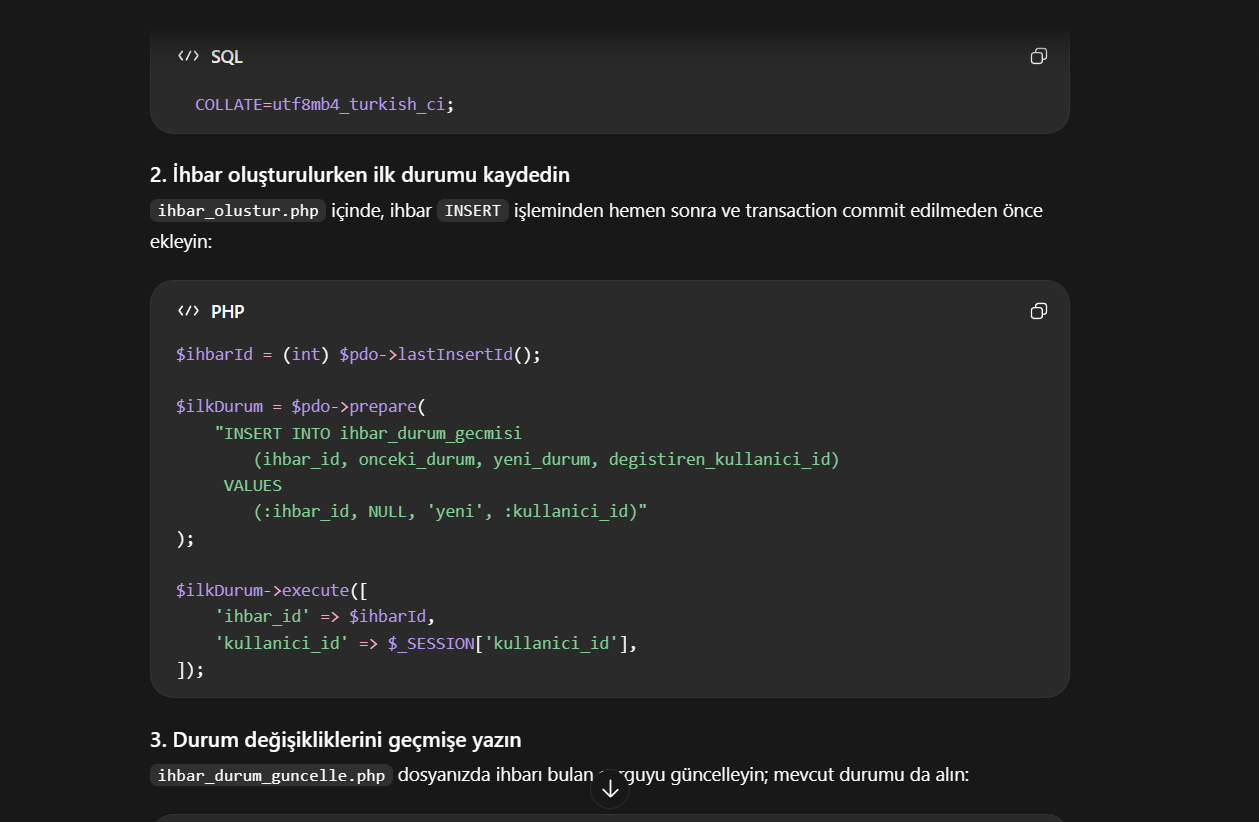 SQL
COLLATE=utf8mb4_turkish_ci;
2. İhbar oluşturulurken ilk durumu kaydedin
ihbar_olustur.php içinde, ihbar INSERT işleminden hemen sonra ve transaction commit edilmeden önce
ekleyin:
PHP
$ihbarId = (int) $pdo->lastInsertId();
$ilkDurum = $pdo->prepare(
"INSERT INTO ihbar_durum_gecmisi
(ihbar_id, onceki_durum, yeni_durum, degistiren_kullanici_id)
VALUES
(:ihbar_id, NULL, 'yeni', :kullanici_id)"
);
$ilkDurum->execute([
'ihbar_id' => $ihbarId,
'kullanici_id' => $_SESSION['kullanici_id'],
]);
3. Durum değişikliklerini geçmişe yazın
ihbar_durum_guncelle.php dosyanızda ihbarı bulan güncelleyin; mevcut durumu da alın: